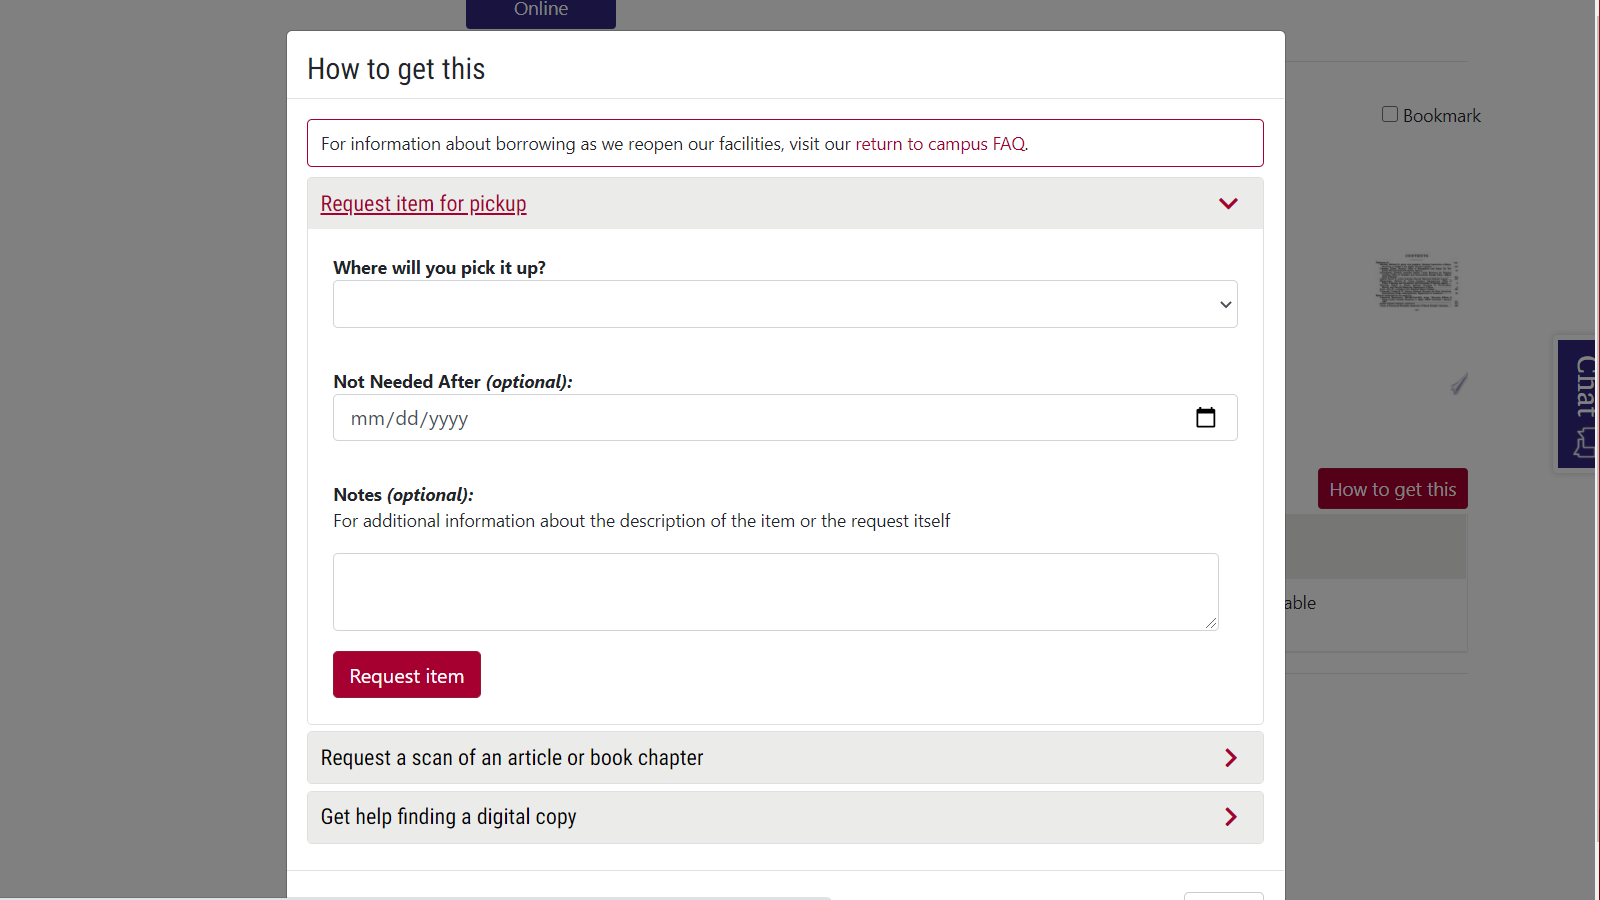 Online
How to get this
For information about borrowing as we reopen our facilities, visit our return to campus FAQ.
Bookmark
Request item for pickup
Where will you pick it up?
Not Needed After (optional):
mm/dd/yyyy
Chat
Notes (optional):
For additional information about the description of the item or the request itself
How to get this
able
Request item
Request a scan of an article or book chapter
Get help finding a digital copy